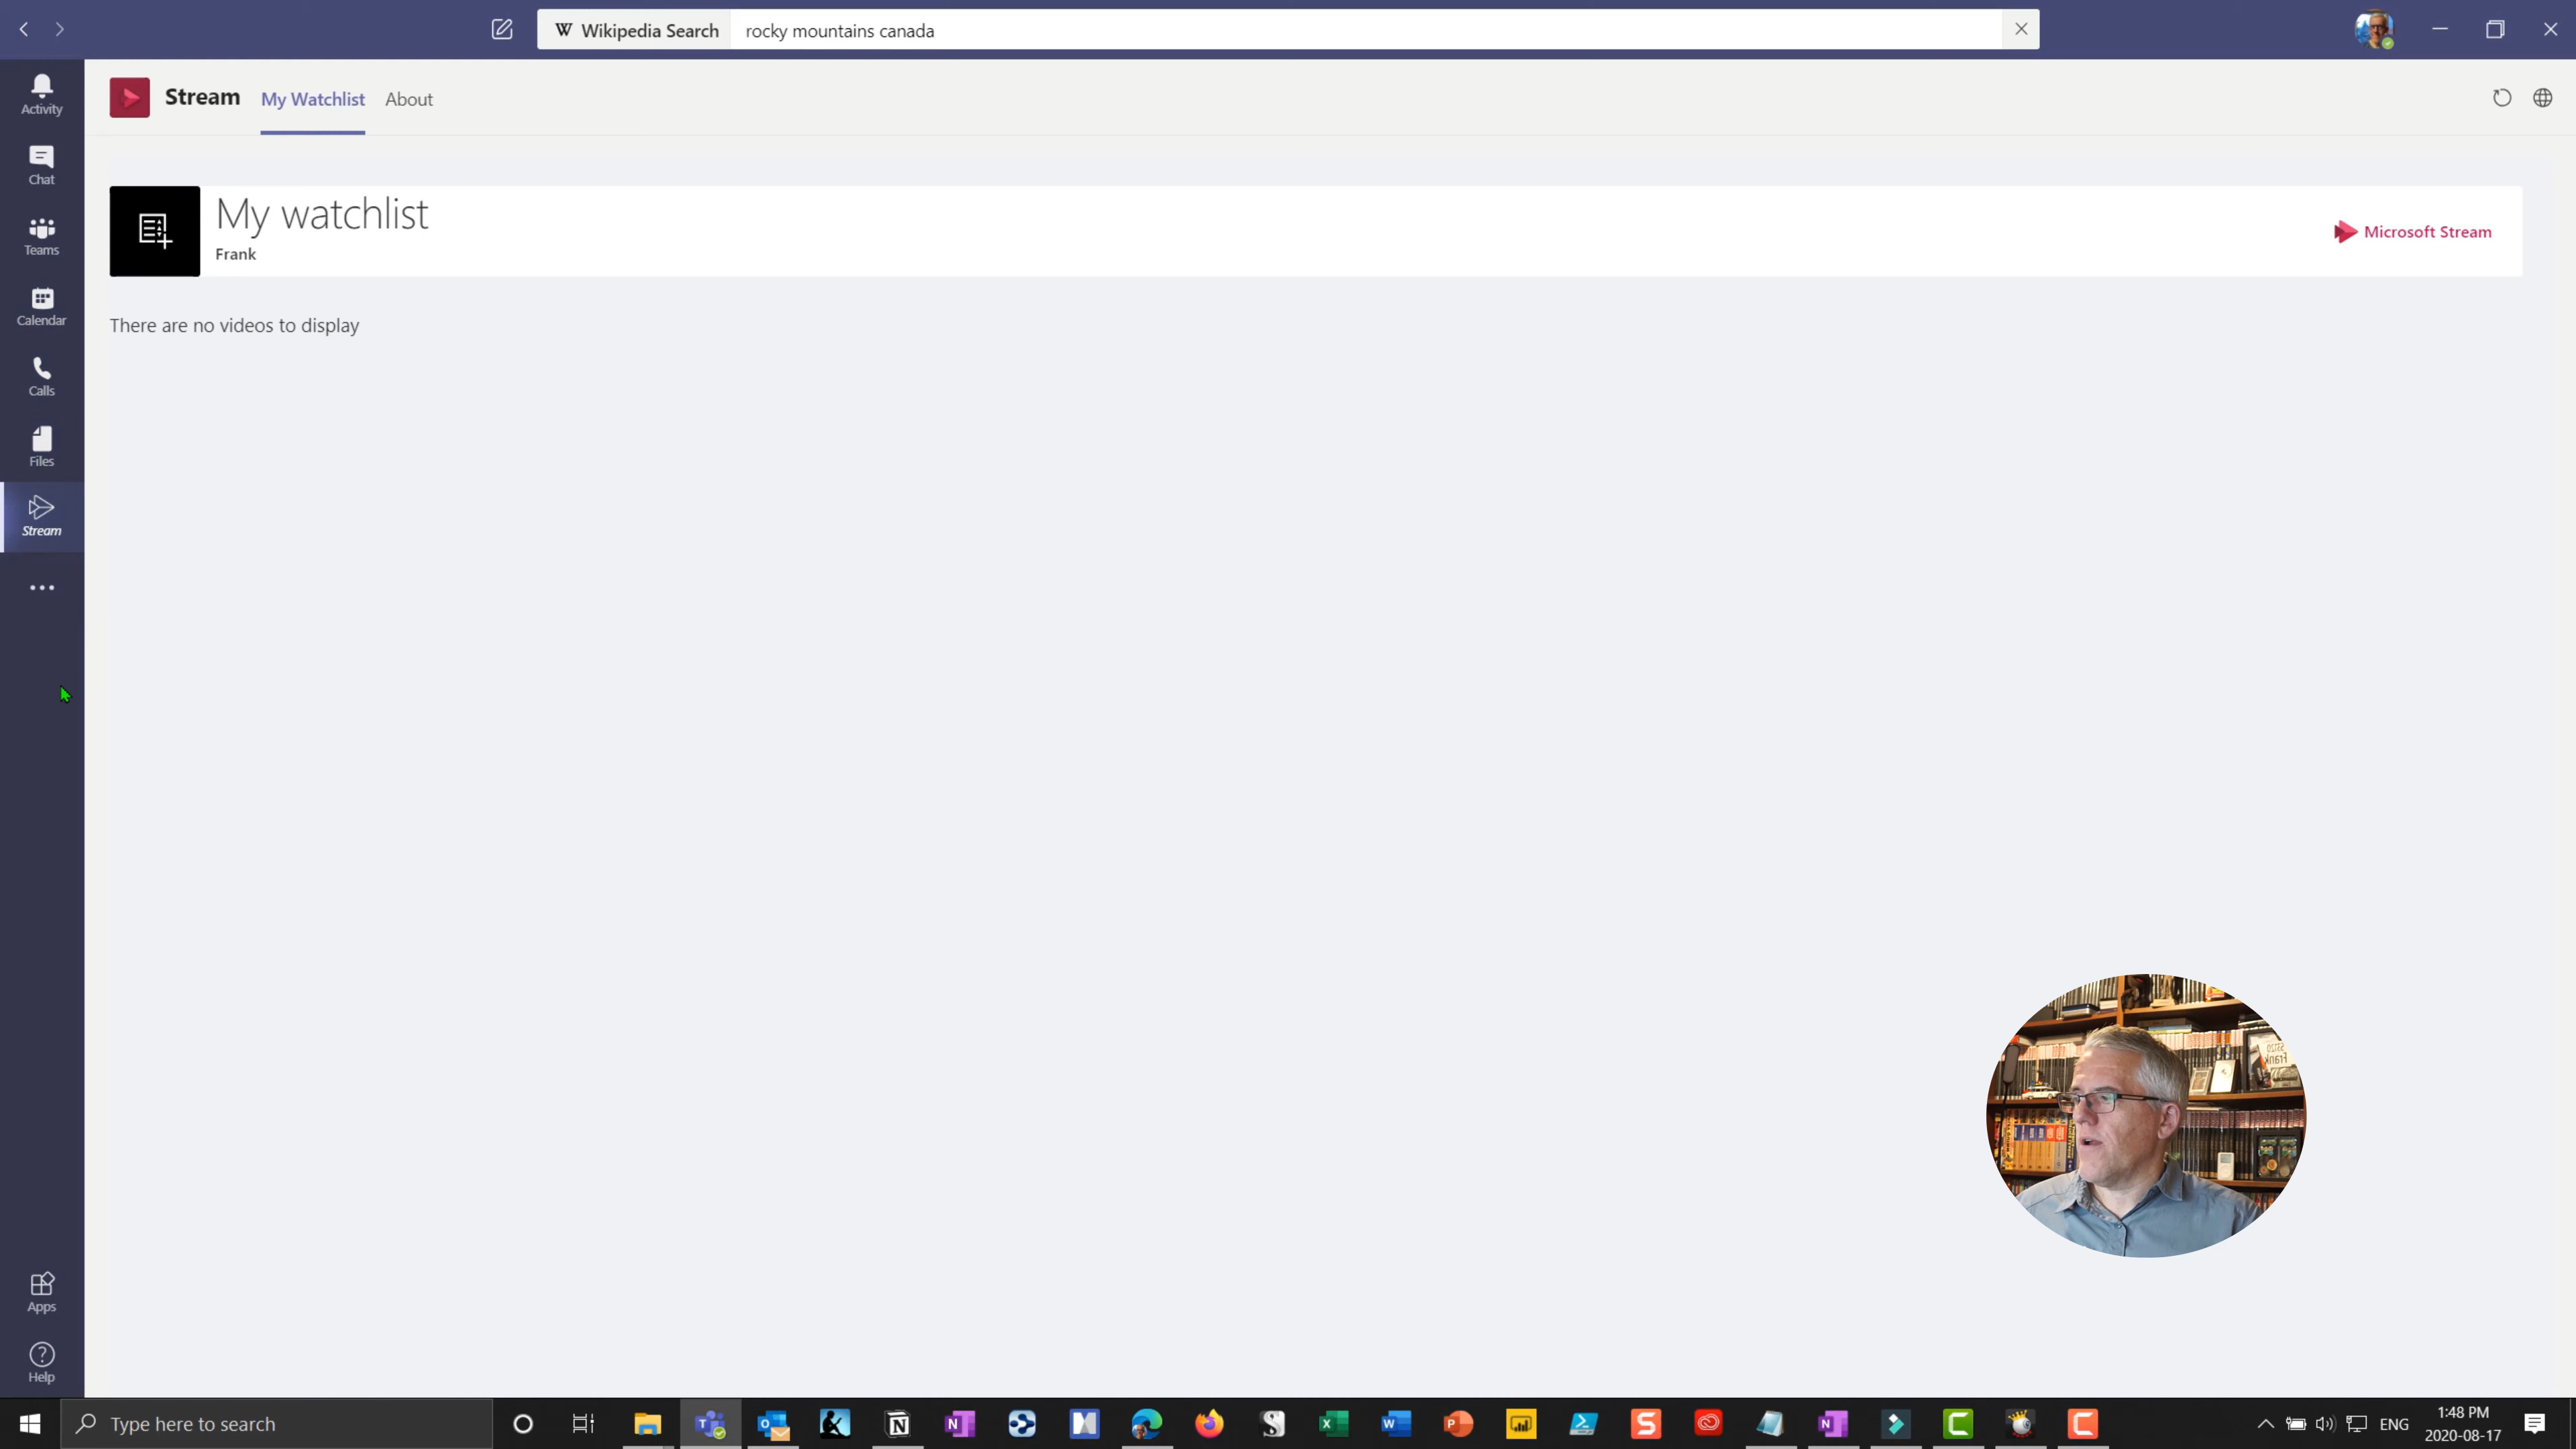 Wikipedia Search rocky mountains canada
Activity
Chat
Teams
Calendar
Calls
Files
Stream
Apps
Help
Stream My Watchlist About
My watchlist
Frank
Microsoft Stream
There are no videos to display
Type here to search
ENG
1:48 PM
2020-08-17